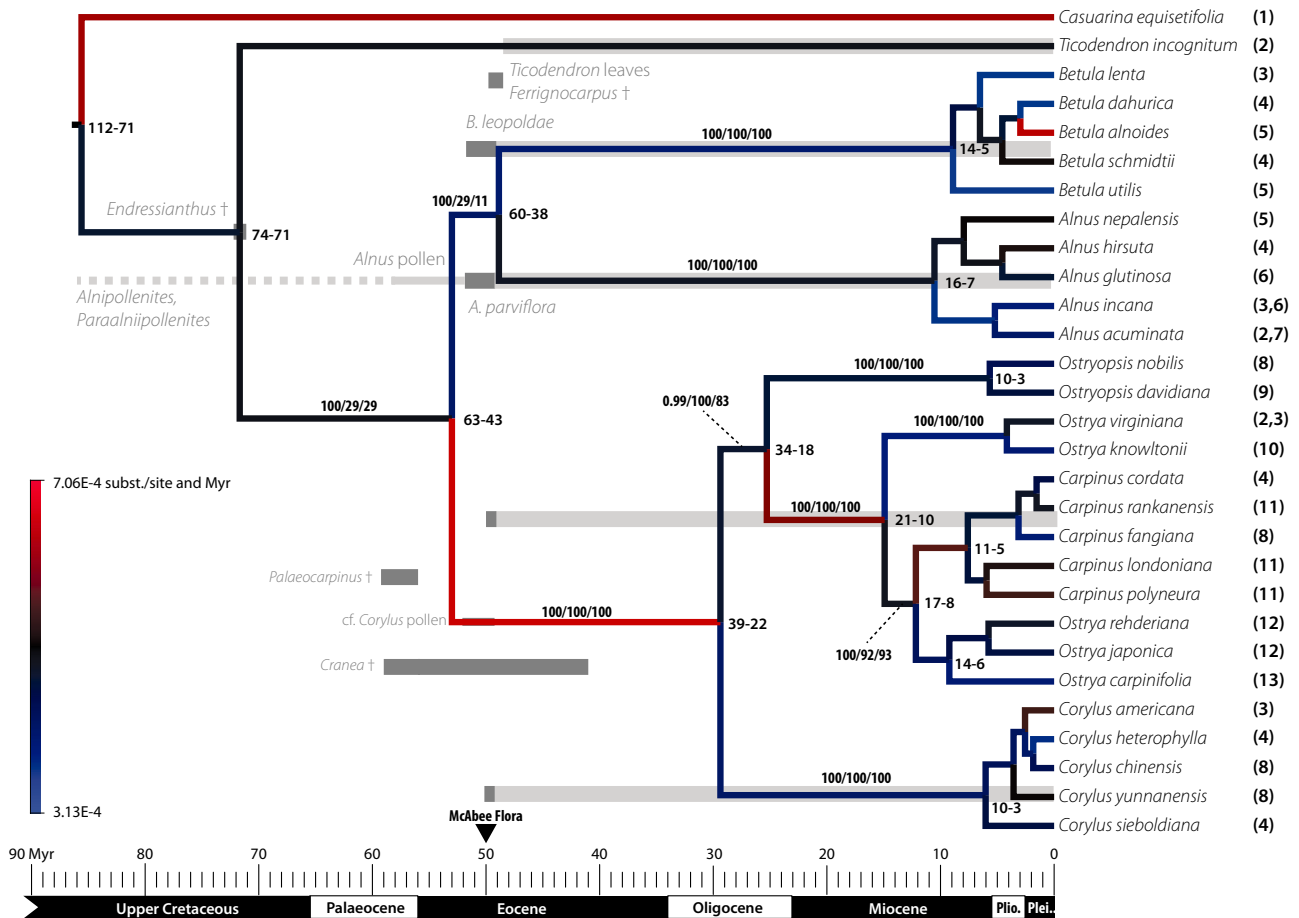 Casuarina equisetifolia (1)
Ticodendron incognitum (2)
Ticodendron leaves
Ferrignocarpus †
Betula lenta (3)
B. leopoldae
Betula dahurica (4)
112-71
100/100/100
Betula alnoides (5)
14-5
Betula schmidtii (4)
Betula utilis (5)
100/29/11
Endressianthus †
60-38
Alnus nepalensis (5)
74-71
Alnus hirsuta (4)
Alnus pollen
100/100/100
Alnus glutinosa (6)
16-7
Alnipollenites,
Paraalniipollenites
A. parviflora
Alnus incana (3,6)
Alnus acuminata (2,7)
100/100/100
Ostryopsis nobilis (8)
10-3
Ostryopsis davidiana (9)
100/29/29
0.99/100/83
63-43
Ostrya virginiana (2,3)
100/100/100
34-18
Ostrya knowltonii (10)
7.06E-4 subst./site and Myr
Carpinus cordata (4)
100/100/100
Carpinus rankanensis (11)
21-10
Carpinus fangiana (8)
11-5
Carpinus londoniana (11)
Palaeocarpinus †
Carpinus polyneura (11)
17-8
100/100/100
cf. Corylus pollen
39-22
Ostrya rehderiana (12)
100/92/93
Ostrya japonica (12)
Cranea †
14-6
Ostrya carpinifolia (13)
Corylus americana (3)
Corylus heterophylla (4)
Corylus chinensis (8)
100/100/100
Corylus yunnanensis (8)
10-3
3.13E-4
McAbee Flora
Corylus sieboldiana (4)
90 Myr 80 70 60 50 40 30 20 10 0
Upper Cretaceous Palaeocene Eocene Oligocene Miocene Plio. Plei..